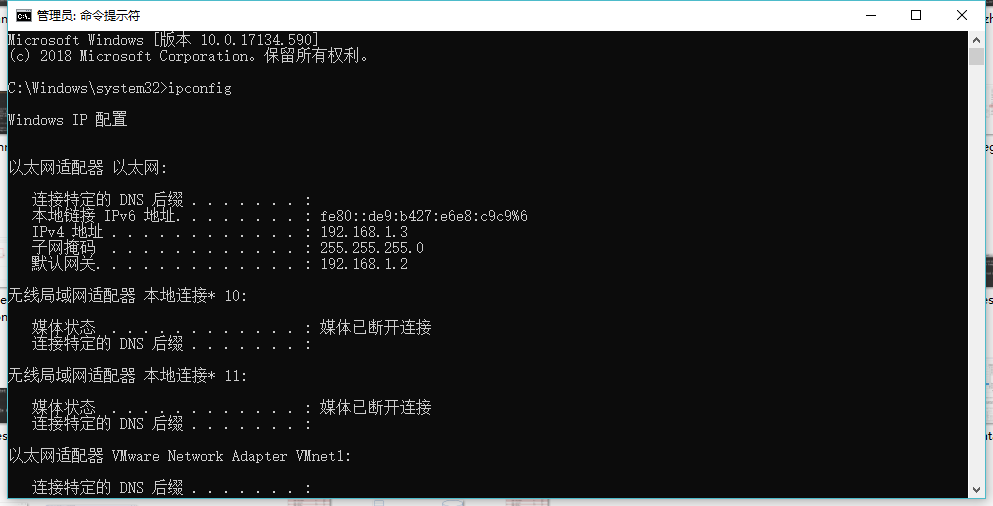 管理员: 命令提示符
Microsoft Windows [版本 10.0.17134.590]
(c) 2018 Microsoft Corporation。保留所有权利。
C:\Windows\system32>ipconfig
Windows IP 配置
以太网适配器 以太网:
连接特定的 DNS 后缀 . . . . . . . :
本地链接 IPv6 地址. . . . . . . . : fe80::de9:b427:e6e8:c9c9%6
IPv4 地址 . . . . . . . . . . . . : 192.168.1.3
子网掩码  . . . . . . . . . . . . : 255.255.255.0
默认网关. . . . . . . . . . . . . : 192.168.1.2
无线局域网适配器 本地连接* 10:
媒体状态  . . . . . . . . . . . . : 媒体已断开连接
连接特定的 DNS 后缀 . . . . . . . :
无线局域网适配器 本地连接* 11:
媒体状态  . . . . . . . . . . . . : 媒体已断开连接
连接特定的 DNS 后缀 . . . . . . . :
以太网适配器 VMware Network Adapter VMnet1:
连接特定的 DNS 后缀 . . . . . . . :